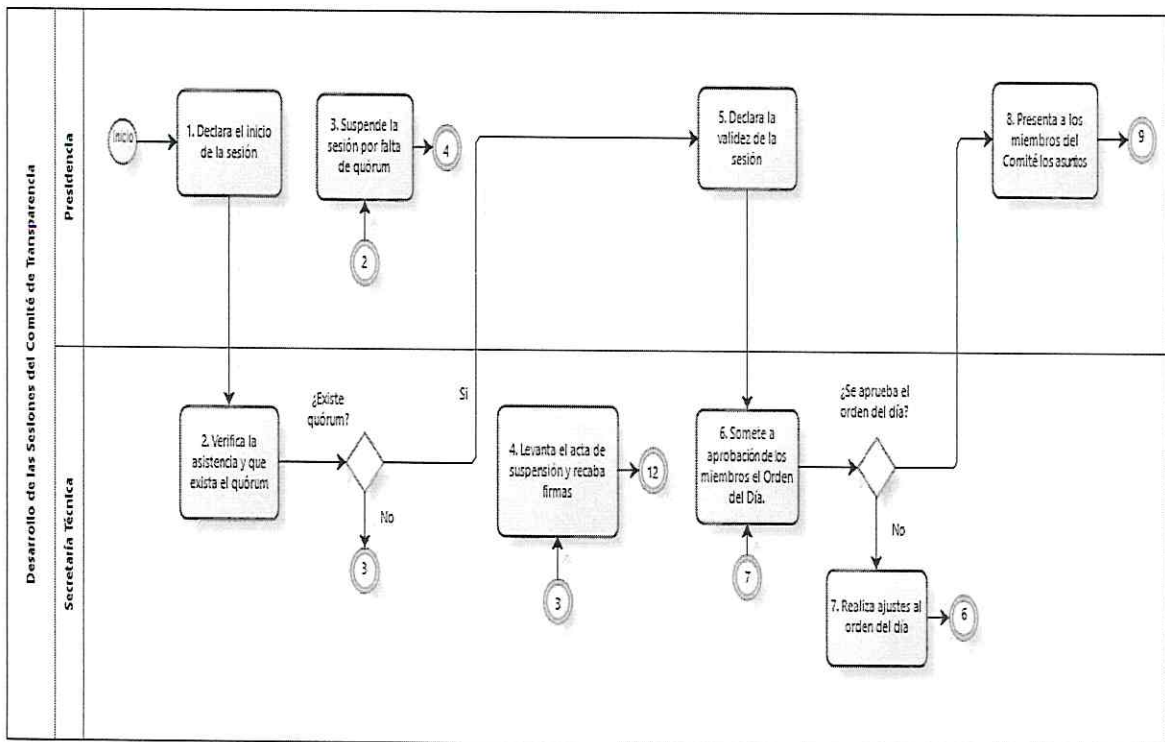 Desarrollo de las Sesiones del Comité de Transparencia
Presidencia
Inicio
1. Declara el inicio
de la sesión
3. Suspende la
sesión por falta
de quórum
4
2
5. Declara la
validez de la
sesión
8. Presenta a los
miembros del
Comité los asuntos
9
Secretaría Técnica
2. Verifica la
asistencia y que
exista el quórum
¿Existe
quórum?
Si
No
3
4. Levanta el acta de
suspensión y recaba
firmas
12
3
6. Somete a
aprobación de los
miembros el Orden
del Día.
7
¿Se aprueba el
orden del día?
No
7. Realiza ajustes al
orden del día
6